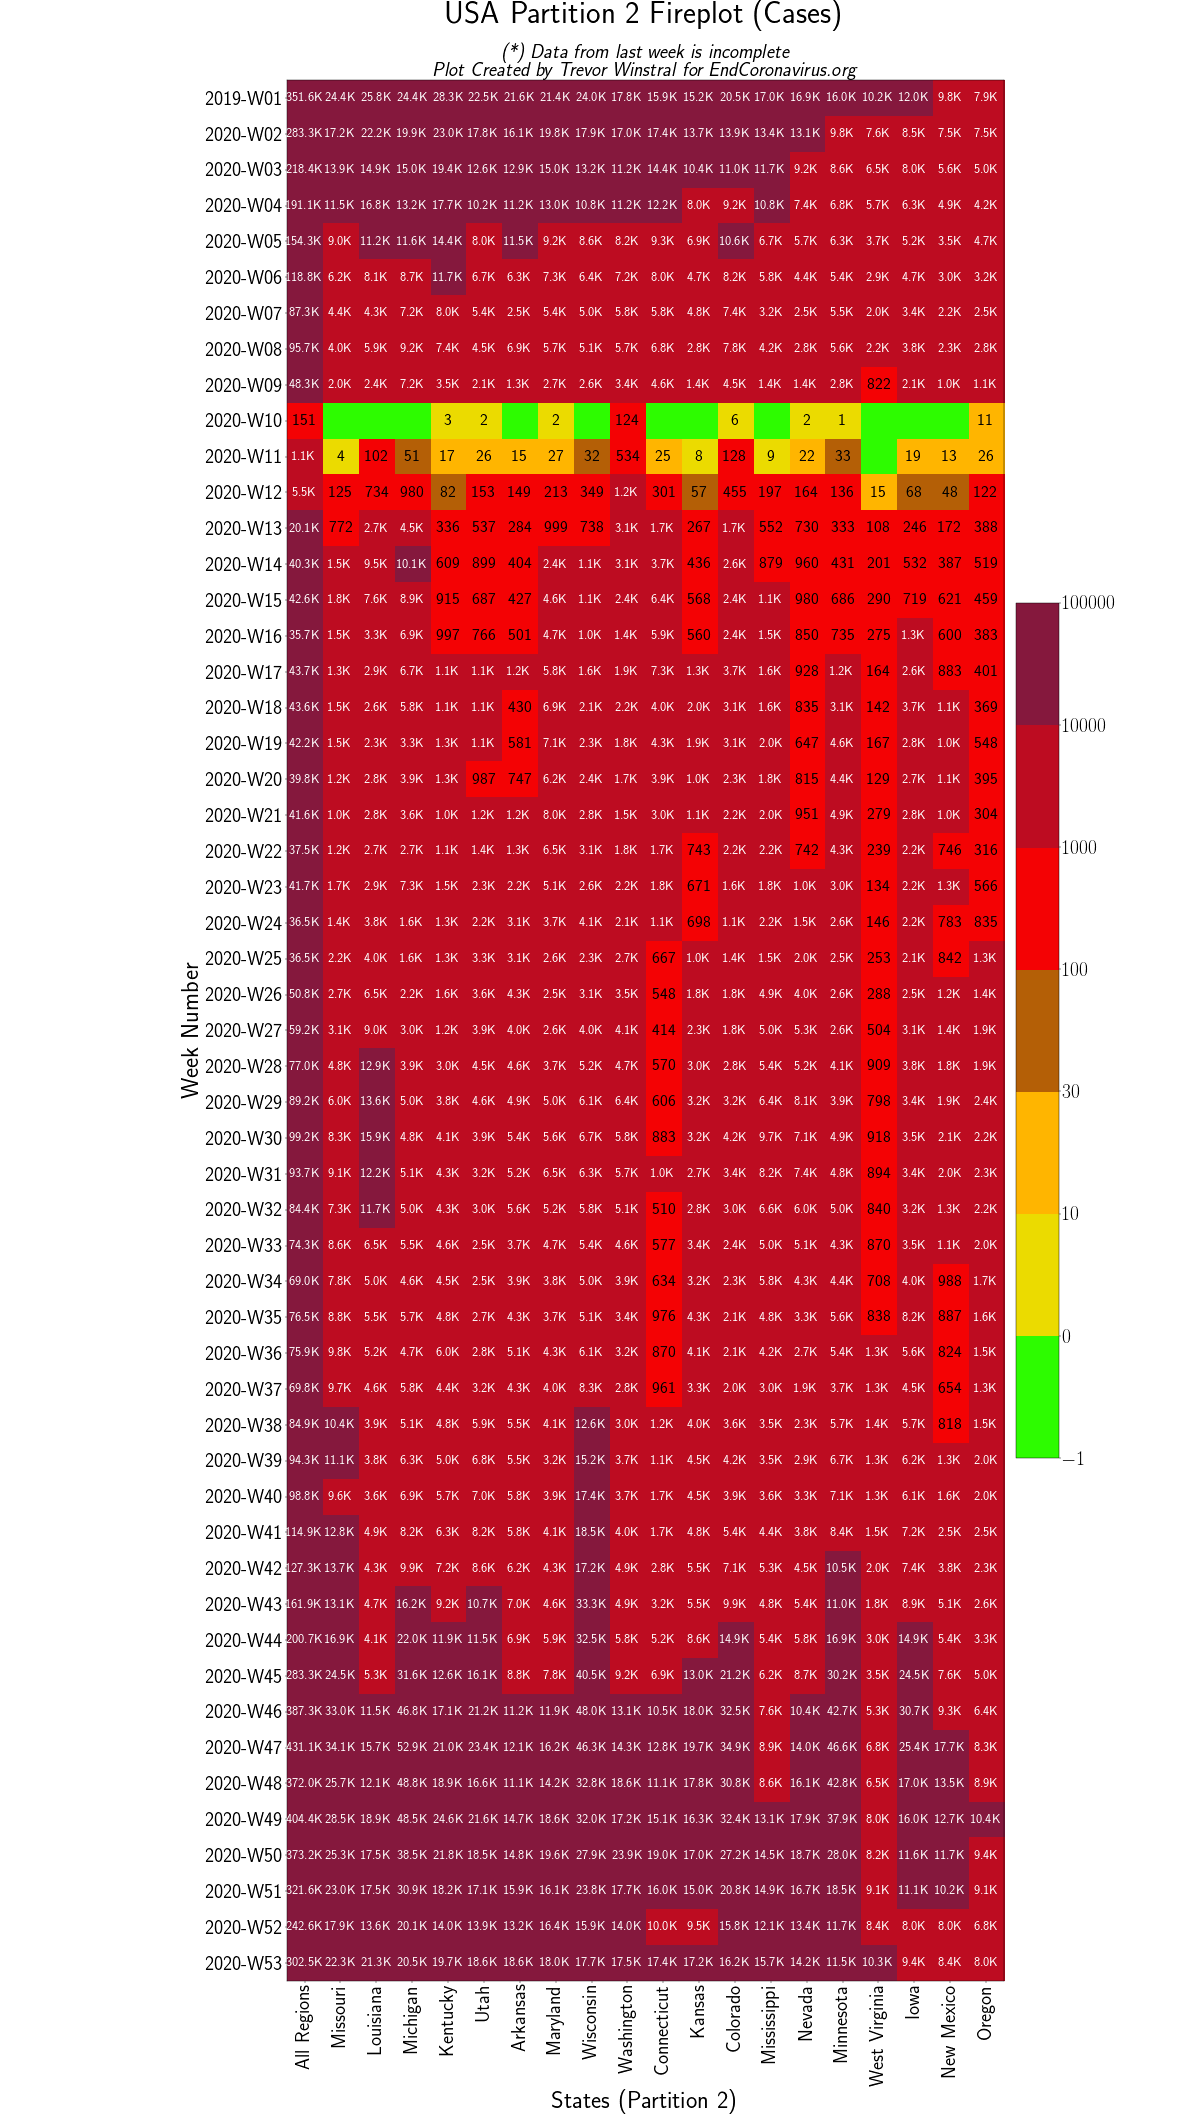 USA Partition 2 Fireplot (Cases)
(*) Data from last week is incomplete
Plot Created by Trevor Winstral for EndCoronavirus.org
2019-W01 351.6K 24.4K 25.8K 24.4K 28.3K 22.5K 21.6K 21.4K 24.0K 17.8K 15.9K 15.2K 20.5K 17.0K 16.9K 16.0K 10.2K 12.0K 9.8K 7.9K
2020-W02 283.3K 17.2K 22.2K 19.9K 23.0K 17.8K 16.1K 19.8K 17.9K 17.0K 17.4K 13.7K 13.9K 13.4K 13.1K 9.8K 7.6K 8.5K 7.5K 7.5K
2020-W03 218.4K 13.9K 14.9K 15.0K 19.4K 12.6K 12.9K 15.0K 13.2K 11.2K 14.4K 10.4K 11.0K 11.7K 9.2K 8.6K 6.5K 8.0K 5.6K 5.0K
2020-W04 191.1K 11.5K 16.8K 13.2K 17.7K 10.2K 11.2K 13.0K 10.8K 11.2K 12.2K 8.0K 9.2K 10.8K 7.4K 6.8K 5.7K 6.3K 4.9K 4.2K
2020-W05 154.3K 9.0K 11.2K 11.6K 14.4K 8.0K 11.5K 9.2K 8.6K 8.2K 9.3K 6.9K 10.6K 6.7K 5.7K 6.3K 3.7K 5.2K 3.5K 4.7K
2020-W06 118.8K 6.2K 8.1K 8.7K 11.7K 6.7K 6.3K 7.3K 6.4K 7.2K 8.0K 4.7K 8.2K 5.8K 4.4K 5.4K 2.9K 4.7K 3.0K 3.2K
2020-W07 87.3K 4.4K 4.3K 7.2K 8.0K 5.4K 2.5K 5.4K 5.0K 5.8K 5.8K 4.8K 7.4K 3.2K 2.5K 5.5K 2.0K 3.4K 2.2K 2.5K
2020-W08 95.7K 4.0K 5.9K 9.2K 7.4K 4.5K 6.9K 5.7K 5.1K 5.7K 6.8K 2.8K 7.8K 4.2K 2.8K 5.6K 2.2K 3.8K 2.3K 2.8K
2020-W09 48.3K 2.0K 2.4K 7.2K 3.5K 2.1K 1.3K 2.7K 2.6K 3.4K 4.6K 1.4K 4.5K 1.4K 1.4K 2.8K 822 2.1K 1.0K 1.1K
2020-W10 151 3 2 2 124 6 2 1 11
2020-W11 1.1K 4 102 51 17 26 15 27 32 534 25 8 128 9 22 33 19 13 26
2020-W12 5.5K 125 734 980 82 153 149 213 349 1.2K 301 57 455 197 164 136 15 68 48 122
2020-W13 20.1K 772 2.7K 4.5K 336 537 284 999 738 3.1K 1.7K 267 1.7K 552 730 333 108 246 172 388
2020-W14 40.3K 1.5K 9.5K 10.1K 609 899 404 2.4K 1.1K 3.1K 3.7K 436 2.6K 879 960 431 201 532 387 519
2020-W15 42.6K 1.8K 7.6K 8.9K 915 687 427 4.6K 1.1K 2.4K 6.4K 568 2.4K 1.1K 980 686 290 719 621 459
2020-W16 35.7K 1.5K 3.3K 6.9K 997 766 501 4.7K 1.0K 1.4K 5.9K 560 2.4K 1.5K 850 735 275 1.3K 600 383
2020-W17 43.7K 1.3K 2.9K 6.7K 1.1K 1.1K 1.2K 5.8K 1.6K 1.9K 7.3K 1.3K 3.7K 1.6K 928 1.2K 164 2.6K 883 401
2020-W18 43.6K 1.5K 2.6K 5.8K 1.1K 1.1K 430 6.9K 2.1K 2.2K 4.0K 2.0K 3.1K 1.6K 835 3.1K 142 3.7K 1.1K 369
2020-W19 42.2K 1.5K 2.3K 3.3K 1.3K 1.1K 581 7.1K 2.3K 1.8K 4.3K 1.9K 3.1K 2.0K 647 4.6K 167 2.8K 1.0K 548
2020-W20 39.8K 1.2K 2.8K 3.9K 1.3K 987 747 6.2K 2.4K 1.7K 3.9K 1.0K 2.3K 1.8K 815 4.4K 129 2.7K 1.1K 395
2020-W21 41.6K 1.0K 2.8K 3.6K 1.0K 1.2K 1.2K 8.0K 2.8K 1.5K 3.0K 1.1K 2.2K 2.0K 951 4.9K 279 2.8K 1.0K 304
2020-W22 37.5K 1.2K 2.7K 2.7K 1.1K 1.4K 1.3K 6.5K 3.1K 1.8K 1.7K 743 2.2K 2.2K 742 4.3K 239 2.2K 746 316
2020-W23 41.7K 1.7K 2.9K 7.3K 1.5K 2.3K 2.2K 5.1K 2.6K 2.2K 1.8K 671 1.6K 1.8K 1.0K 3.0K 134 2.2K 1.3K 566
2020-W24 36.5K 1.4K 3.8K 1.6K 1.3K 2.2K 3.1K 3.7K 4.1K 2.1K 1.1K 698 1.1K 2.2K 1.5K 2.6K 146 2.2K 783 835
2020-W25 36.5K 2.2K 4.0K 1.6K 1.3K 3.3K 3.1K 2.6K 2.3K 2.7K 667 1.0K 1.4K 1.5K 2.0K 2.5K 253 2.1K 842 1.3K
2020-W26 50.8K 2.7K 6.5K 2.2K 1.6K 3.6K 4.3K 2.5K 3.1K 3.5K 548 1.8K 1.8K 4.9K 4.0K 2.6K 288 2.5K 1.2K 1.4K
2020-W27 59.2K 3.1K 9.0K 3.0K 1.2K 3.9K 4.0K 2.6K 4.0K 4.1K 414 2.3K 1.8K 5.0K 5.3K 2.6K 504 3.1K 1.4K 1.9K
2020-W28 77.0K 4.8K 12.9K 3.9K 3.0K 4.5K 4.6K 3.7K 5.2K 4.7K 570 3.0K 2.8K 5.4K 5.2K 4.1K 909 3.8K 1.8K 1.9K
2020-W29 89.2K 6.0K 13.6K 5.0K 3.8K 4.6K 4.9K 5.0K 6.1K 6.4K 606 3.2K 3.2K 6.4K 8.1K 3.9K 798 3.4K 1.9K 2.4K
2020-W30 99.2K 8.3K 15.9K 4.8K 4.1K 3.9K 5.4K 5.6K 6.7K 5.8K 883 3.2K 4.2K 9.7K 7.1K 4.9K 918 3.5K 2.1K 2.2K
2020-W31 93.7K 9.1K 12.2K 5.1K 4.3K 3.2K 5.2K 6.5K 6.3K 5.7K 1.0K 2.7K 3.4K 8.2K 7.4K 4.8K 894 3.4K 2.0K 2.3K
2020-W32 84.4K 7.3K 11.7K 5.0K 4.3K 3.0K 5.6K 5.2K 5.8K 5.1K 510 2.8K 3.0K 6.6K 6.0K 5.0K 840 3.2K 1.3K 2.2K
2020-W33 74.3K 8.6K 6.5K 5.5K 4.6K 2.5K 3.7K 4.7K 5.4K 4.6K 577 3.4K 2.4K 5.0K 5.1K 4.3K 870 3.5K 1.1K 2.0K
2020-W34 69.0K 7.8K 5.0K 4.6K 4.5K 2.5K 3.9K 3.8K 5.0K 3.9K 634 3.2K 2.3K 5.8K 4.3K 4.4K 708 4.0K 988 1.7K
2020-W35 76.5K 8.8K 5.5K 5.7K 4.8K 2.7K 4.3K 3.7K 5.1K 3.4K 976 4.3K 2.1K 4.8K 3.3K 5.6K 838 8.2K 887 1.6K
2020-W36 75.9K 9.8K 5.2K 4.7K 6.0K 2.8K 5.1K 4.3K 6.1K 3.2K 870 4.1K 2.1K 4.2K 2.7K 5.4K 1.3K 5.6K 824 1.5K
2020-W37 69.8K 9.7K 4.6K 5.8K 4.4K 3.2K 4.3K 4.0K 8.3K 2.8K 961 3.3K 2.0K 3.0K 1.9K 3.7K 1.3K 4.5K 654 1.3K
2020-W38 84.9K 10.4K 3.9K 5.1K 4.8K 5.9K 5.5K 4.1K 12.6K 3.0K 1.2K 4.0K 3.6K 3.5K 2.3K 5.7K 1.4K 5.7K 818 1.5K
2020-W39 94.3K 11.1K 3.8K 6.3K 5.0K 6.8K 5.5K 3.2K 15.2K 3.7K 1.1K 4.5K 4.2K 3.5K 2.9K 6.7K 1.3K 6.2K 1.3K 2.0K
2020-W40 98.8K 9.6K 3.6K 6.9K 5.7K 7.0K 5.8K 3.9K 17.4K 3.7K 1.7K 4.5K 3.9K 3.6K 3.3K 7.1K 1.3K 6.1K 1.6K 2.0K
2020-W41 114.9K 12.8K 4.9K 8.2K 6.3K 8.2K 5.8K 4.1K 18.5K 4.0K 1.7K 4.8K 5.4K 4.4K 3.8K 8.4K 1.5K 7.2K 2.5K 2.5K
2020-W42 127.3K 13.7K 4.3K 9.9K 7.2K 8.6K 6.2K 4.3K 17.2K 4.9K 2.8K 5.5K 7.1K 5.3K 4.5K 10.5K 2.0K 7.4K 3.8K 2.3K
2020-W43 161.9K 13.1K 4.7K 16.2K 9.2K 10.7K 7.0K 4.6K 33.3K 4.9K 3.2K 5.5K 9.9K 4.8K 5.4K 11.0K 1.8K 8.9K 5.1K 2.6K
2020-W44 200.7K 16.9K 4.1K 22.0K 11.9K 11.5K 6.9K 5.9K 32.5K 5.8K 5.2K 8.6K 14.9K 5.4K 5.8K 16.9K 3.0K 14.9K 5.4K 3.3K
2020-W45 283.3K 24.5K 5.3K 31.6K 12.6K 16.1K 8.8K 7.8K 40.5K 9.2K 6.9K 13.0K 21.2K 6.2K 8.7K 30.2K 3.5K 24.5K 7.6K 5.0K
2020-W46 387.3K 33.0K 11.5K 46.8K 17.1K 21.2K 11.2K 11.9K 48.0K 13.1K 10.5K 18.0K 32.5K 7.6K 10.4K 42.7K 5.3K 30.7K 9.3K 6.4K
2020-W47 431.1K 34.1K 15.7K 52.9K 21.0K 23.4K 12.1K 16.2K 46.3K 14.3K 12.8K 19.7K 34.9K 8.9K 14.0K 46.6K 6.8K 25.4K 17.7K 8.3K
2020-W48 372.0K 25.7K 12.1K 48.8K 18.9K 16.6K 11.1K 14.2K 32.8K 18.6K 11.1K 17.8K 30.8K 8.6K 16.1K 42.8K 6.5K 17.0K 13.5K 8.9K
2020-W49 404.4K 28.5K 18.9K 48.5K 24.6K 21.6K 14.7K 18.6K 32.0K 17.2K 15.1K 16.3K 32.4K 13.1K 17.9K 37.9K 8.0K 16.0K 12.7K 10.4K
2020-W50 373.2K 25.3K 17.5K 38.5K 21.8K 18.5K 14.8K 19.6K 27.9K 23.9K 19.0K 17.0K 27.2K 14.5K 18.7K 28.0K 8.2K 11.6K 11.7K 9.4K
2020-W51 321.6K 23.0K 17.5K 30.9K 18.2K 17.1K 15.9K 16.1K 23.8K 17.7K 16.0K 15.0K 20.8K 14.9K 16.7K 18.5K 9.1K 11.1K 10.2K 9.1K
2020-W52 242.6K 17.9K 13.6K 20.1K 14.0K 13.9K 13.2K 16.4K 15.9K 14.0K 10.0K 9.5K 15.8K 12.1K 13.4K 11.7K 8.4K 8.0K 8.0K 6.8K
2020-W53 302.5K 22.3K 21.3K 20.5K 19.7K 18.6K 18.6K 18.0K 17.7K 17.5K 17.4K 17.2K 16.2K 15.7K 14.2K 11.5K 10.3K 9.4K 8.4K 8.0K
All Regions Missouri Louisiana Michigan Kentucky Utah Arkansas Maryland Wisconsin Washington Connecticut Kansas Colorado Mississippi Nevada Minnesota West Virginia Iowa New Mexico Oregon
States (Partition 2)
Week Number
100000
10000
1000
100
30
10
0
−1